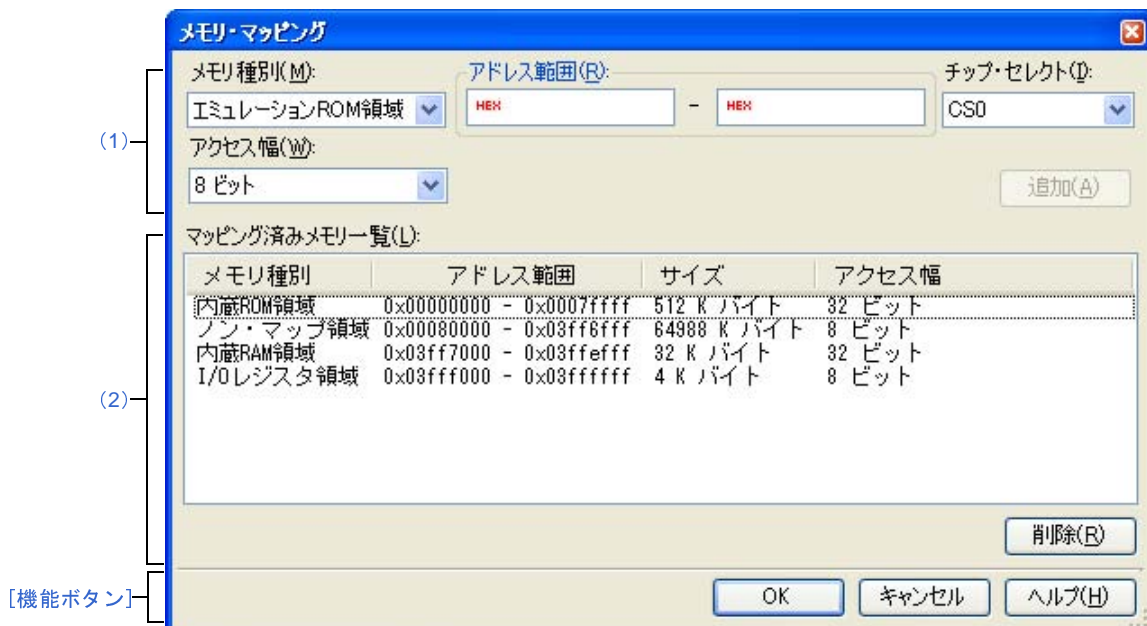 メモリ・マッピング
メモリ種別(M):
アドレス範囲(R):
チップ・セレクト(I):
エミュレーションROM領域
HEX - HEX
CS0
(1)
アクセス幅(W):
8 ビット
追加(A)
マッピング済みメモリ一覧(L):
メモリ種別 アドレス範囲 サイズ アクセス幅
内蔵ROM領域 0x00000000 - 0x0007ffff 512 K バイト 32 ビット
ノン・マップ領域 0x00080000 - 0x03ff6fff 64988 K バイト 8 ビット
内蔵RAM領域 0x03ff7000 - 0x03ffefff 32 K バイト 32 ビット
I/Oレジスタ領域 0x03fff000 - 0x03ffffff 4 K バイト 8 ビット
(2)
削除(R)
[機能ボタン]
OK キャンセル ヘルプ(H)